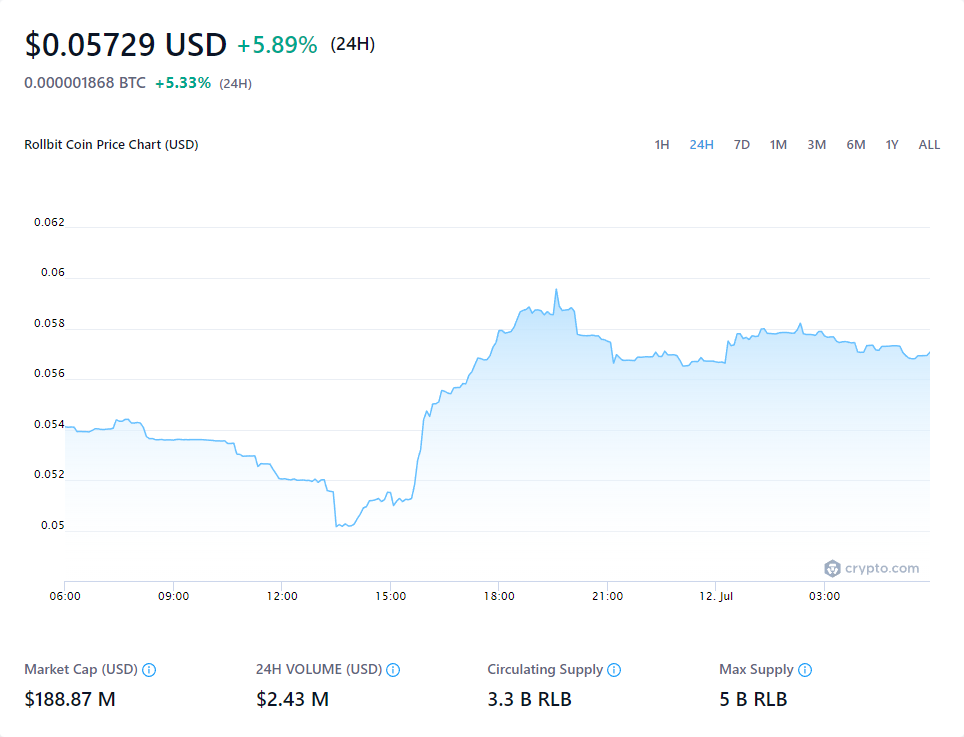 $0.05729 USD +5.89% (24H)
0.000001868 BTC +5.33% (24H)
Rollbit Coin Price Chart (USD) 1H 24H 7D 1M 3M 6M 1Y ALL
0.062
0.06
0.058
0.056
0.054
0.052
0.05
crypto.com
06:00 09:00 12:00 15:00 18:00 21:00 12. Jul 03:00
Market Cap (USD) 24H VOLUME (USD) Circulating Supply Max Supply
$188.87 M $2.43 M 3.3 B RLB 5 B RLB